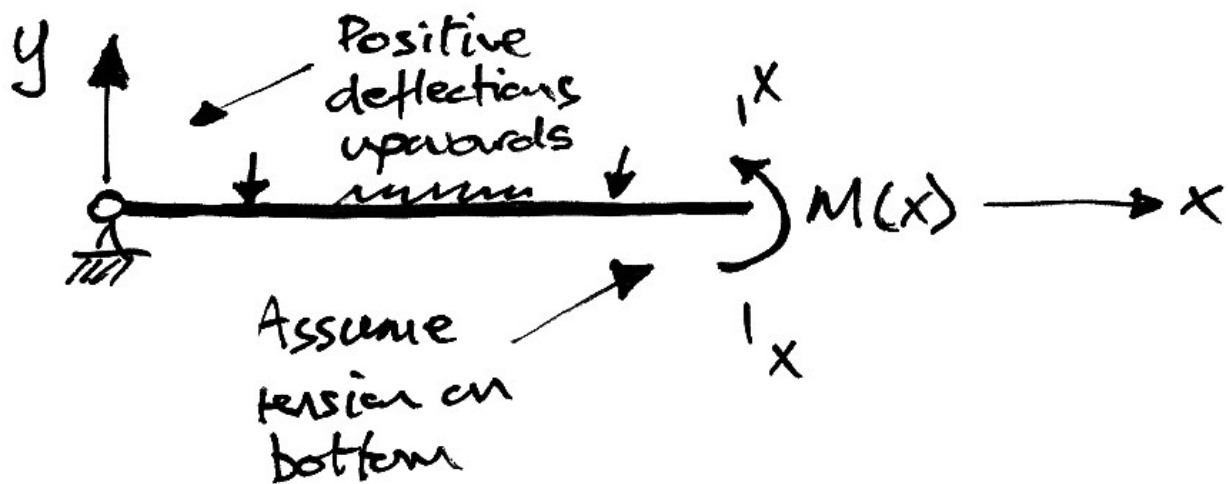 y
Positive
deflections
upwards
x
M(x)
x
Assume
tension on
bottom
x